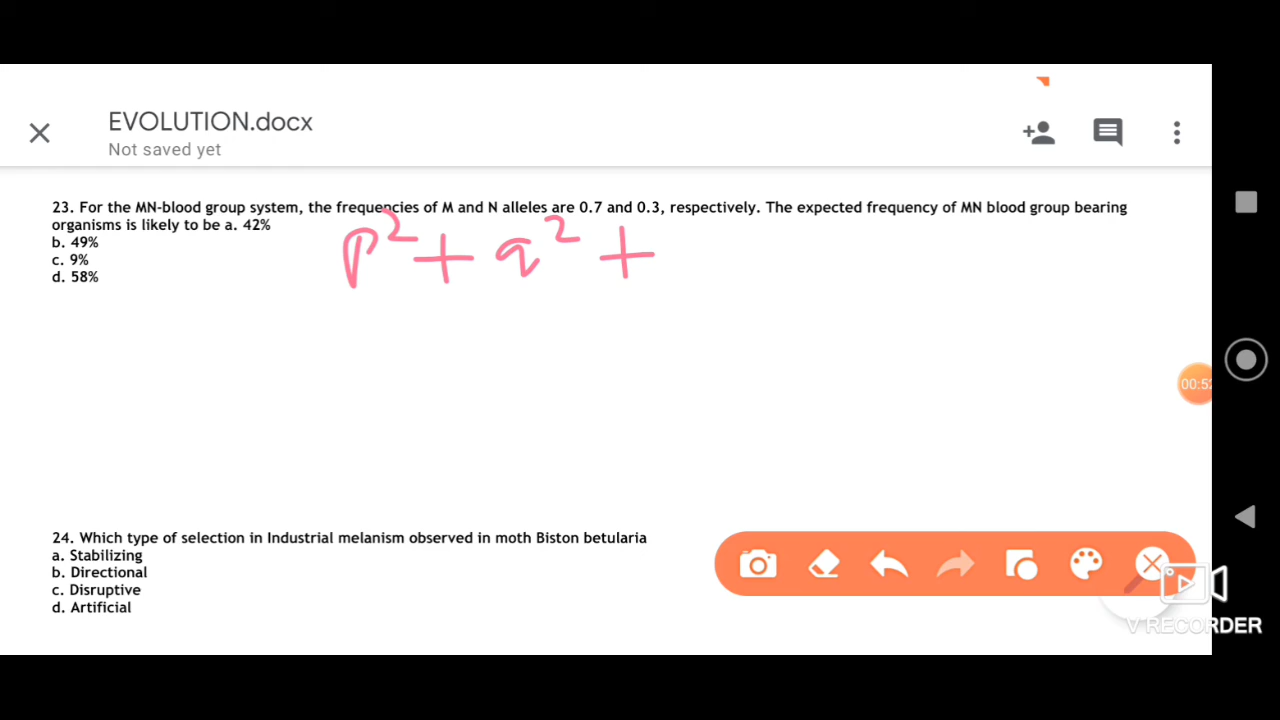 EVOLUTION.docx
Not saved yet
23. For the MN-blood group system, the frequencies of M and N alleles are 0.7 and 0.3, respectively. The expected frequency of MN blood group bearing
organisms is likely to be a. 42%
b. 49%
c. 9%
d. 58%
p² + q² +
00:52
24. Which type of selection in Industrial melanism observed in moth Biston betularia
a. Stabilizing
b. Directional
c. Disruptive
d. Artificial
V RECORDER